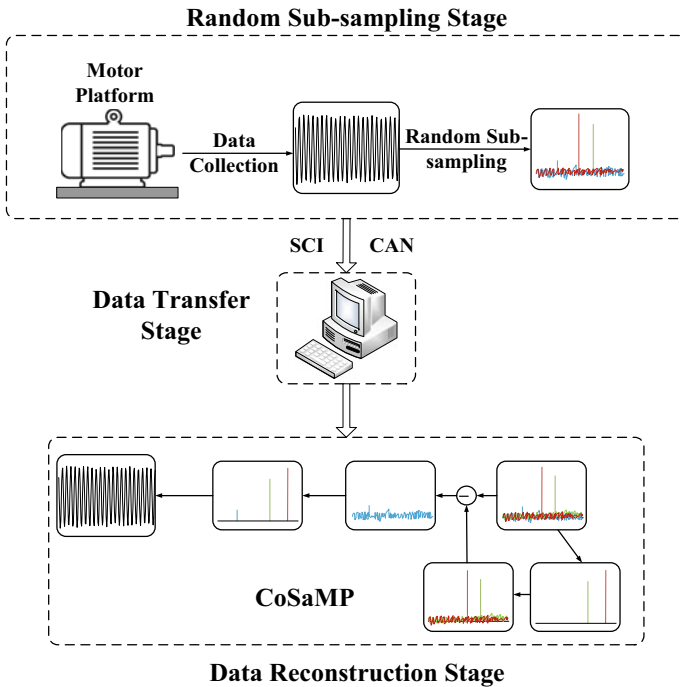 Random Sub-sampling Stage
Motor
Platform
Data
Collection
Random Sub-
sampling
SCI
CAN
Data Transfer
Stage
CoSaMP
Data Reconstruction Stage